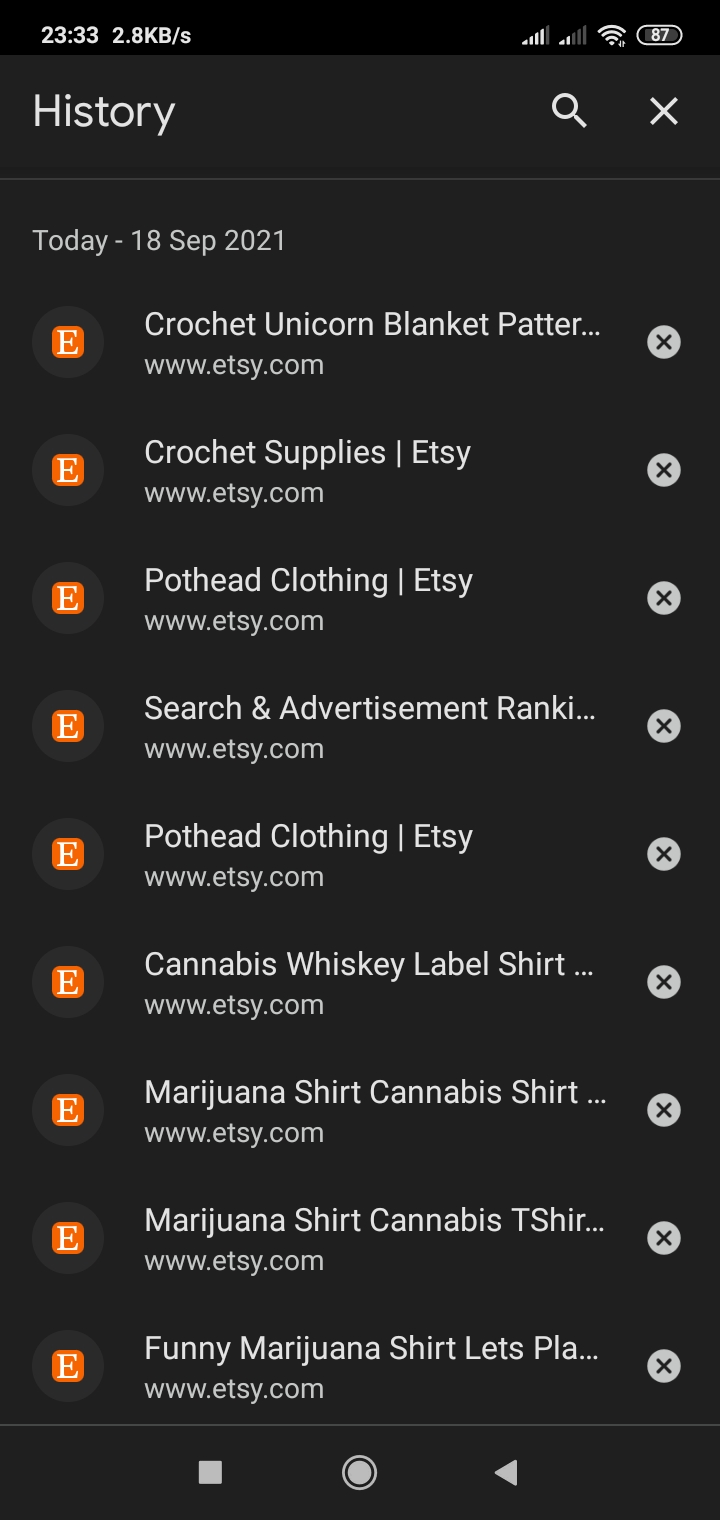 23:33 2.8KB/s 87
History
Today - 18 Sep 2021
E
Crochet Unicorn Blanket Patter...
www.etsy.com
E
Crochet Supplies | Etsy
www.etsy.com
E
Pothead Clothing | Etsy
www.etsy.com
E
Search & Advertisement Ranki...
www.etsy.com
E
Pothead Clothing | Etsy
www.etsy.com
E
Cannabis Whiskey Label Shirt ...
www.etsy.com
E
Marijuana Shirt Cannabis Shirt ...
www.etsy.com
E
Marijuana Shirt Cannabis TShir...
www.etsy.com
E
Funny Marijuana Shirt Lets Pla...
www.etsy.com